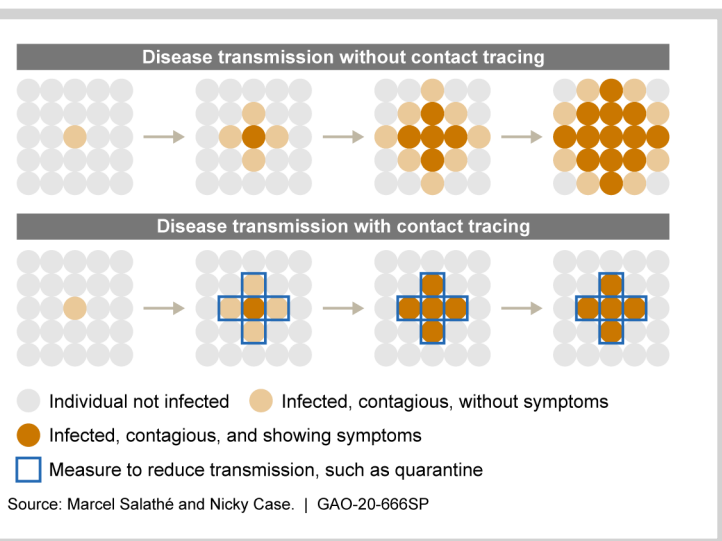 Disease transmission without contact tracing
Disease transmission with contact tracing
Individual not infected
Infected, contagious, without symptoms
Infected, contagious, and showing symptoms
Measure to reduce transmission, such as quarantine
Source: Marcel Salathé and Nicky Case. | GAO-20-666SP